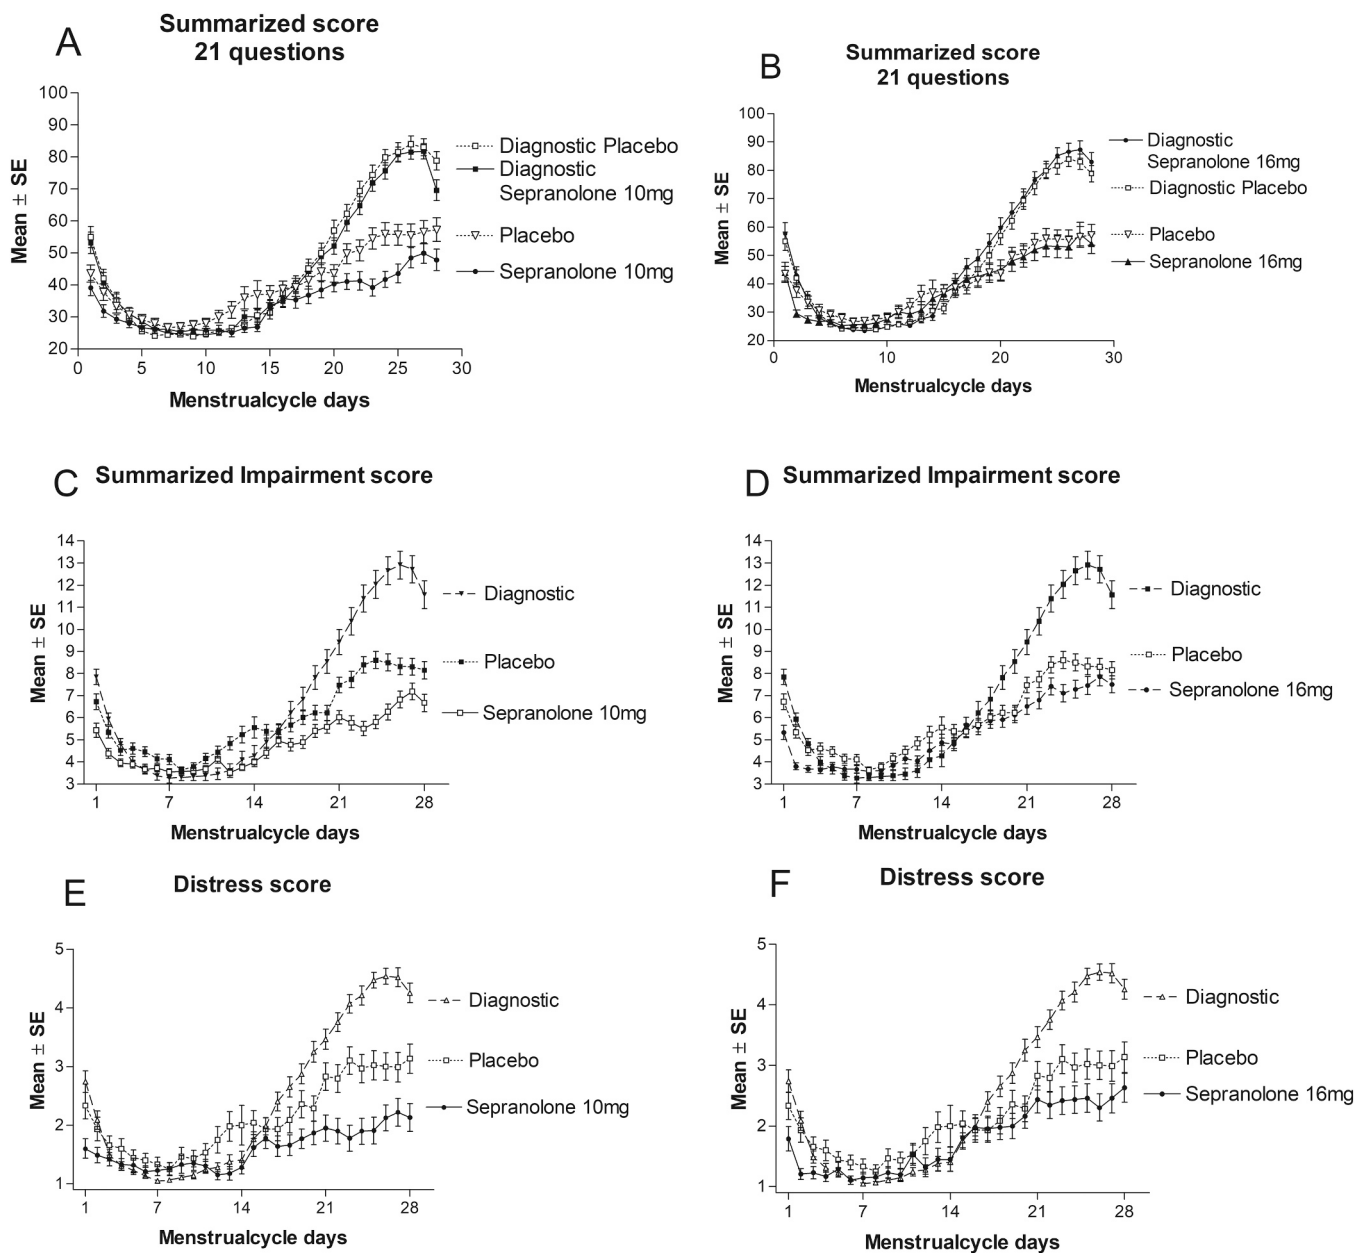 A
Summarized score
21 questions
Mean ± SE
100
90
80
70
60
50
40
30
20
0
5
10
15
20
25
30
Menstrualcycle days
Diagnostic Placebo
Diagnostic
Sepranolone 10mg
Placebo
Sepranolone 10mg
B
Summarized score
21 questions
Mean ± SE
100
90
80
70
60
50
40
30
20
0
10
20
30
Menstrualcycle days
Diagnostic
Sepranolone 16mg
Diagnostic Placebo
Placebo
Sepranolone 16mg
C
Summarized Impairment score
Mean ± SE
14
13
12
11
10
9
8
7
6
5
4
3
1
7
14
21
28
Menstrualcycle days
Diagnostic
Placebo
Sepranolone 10mg
D
Summarized Impairment score
Mean ± SE
14
13
12
11
10
9
8
7
6
5
4
3
1
7
14
21
28
Menstrualcycle days
Diagnostic
Placebo
Sepranolone 16mg
E
Distress score
Mean ± SE
5
4
3
2
1
1
7
14
21
28
Menstrualcycle days
Diagnostic
Placebo
Sepranolone 10mg
F
Distress score
Mean ± SE
5
4
3
2
1
1
7
14
21
28
Menstrualcycle days
Diagnostic
Placebo
Sepranolone 16mg